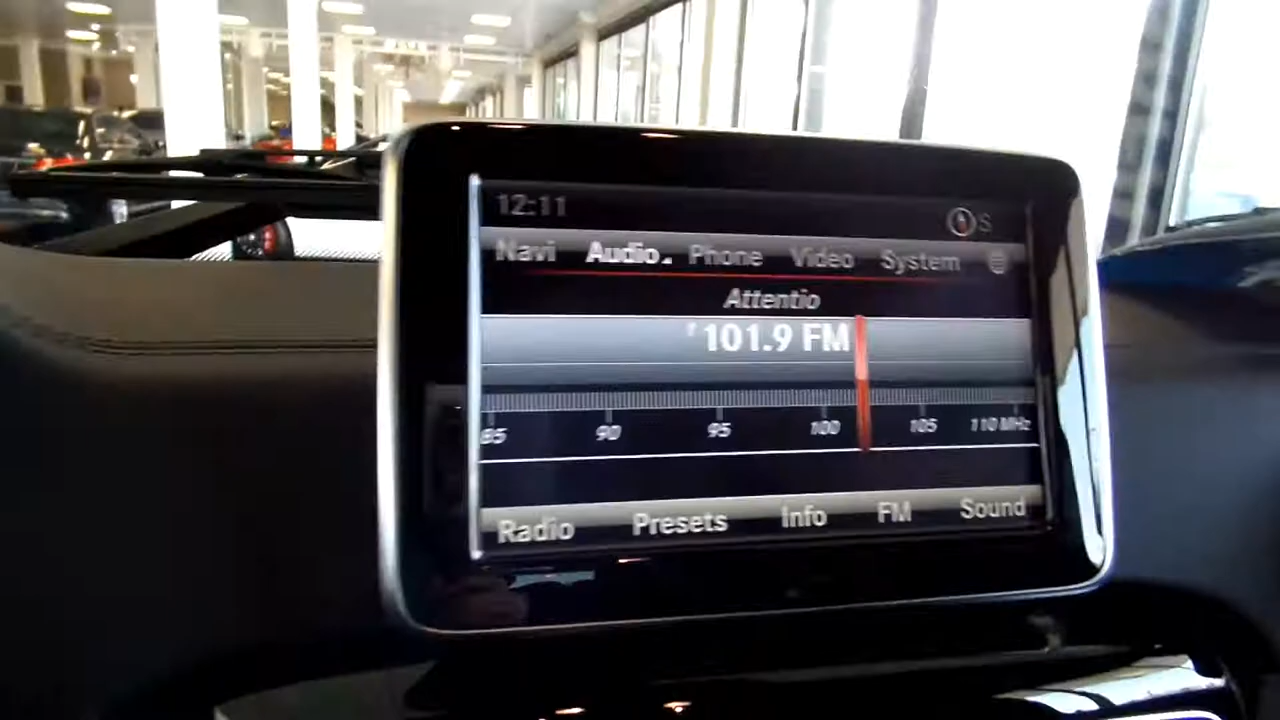 12:11
S
Navi Audio Phone Video System
Attentio
101.9 FM
85 90 95 100 105 110 MHz
Radio Presets Info FM Sound